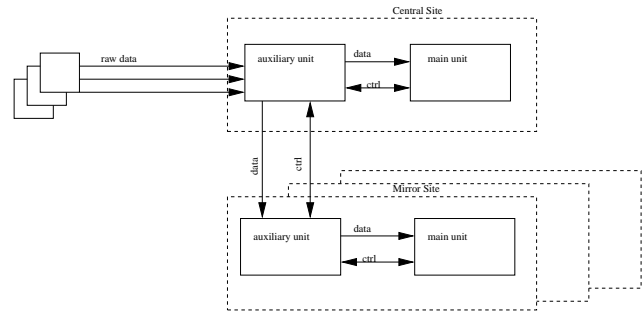 Central Site
raw data
auxiliary unit
data
main unit
ctrl
data
ctrl
Mirror Site
auxiliary unit
data
main unit
ctrl